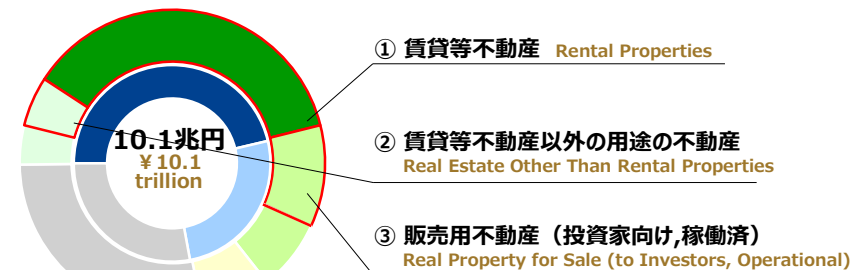 ① 賃貸等不動産 Rental Properties
10.1兆円
¥10.1
trillion
② 賃貸等不動産以外の用途の不動産
Real Estate Other Than Rental Properties
③ 販売用不動産（投資家向け,稼働済）
Real Property for Sale (to Investors, Operational)